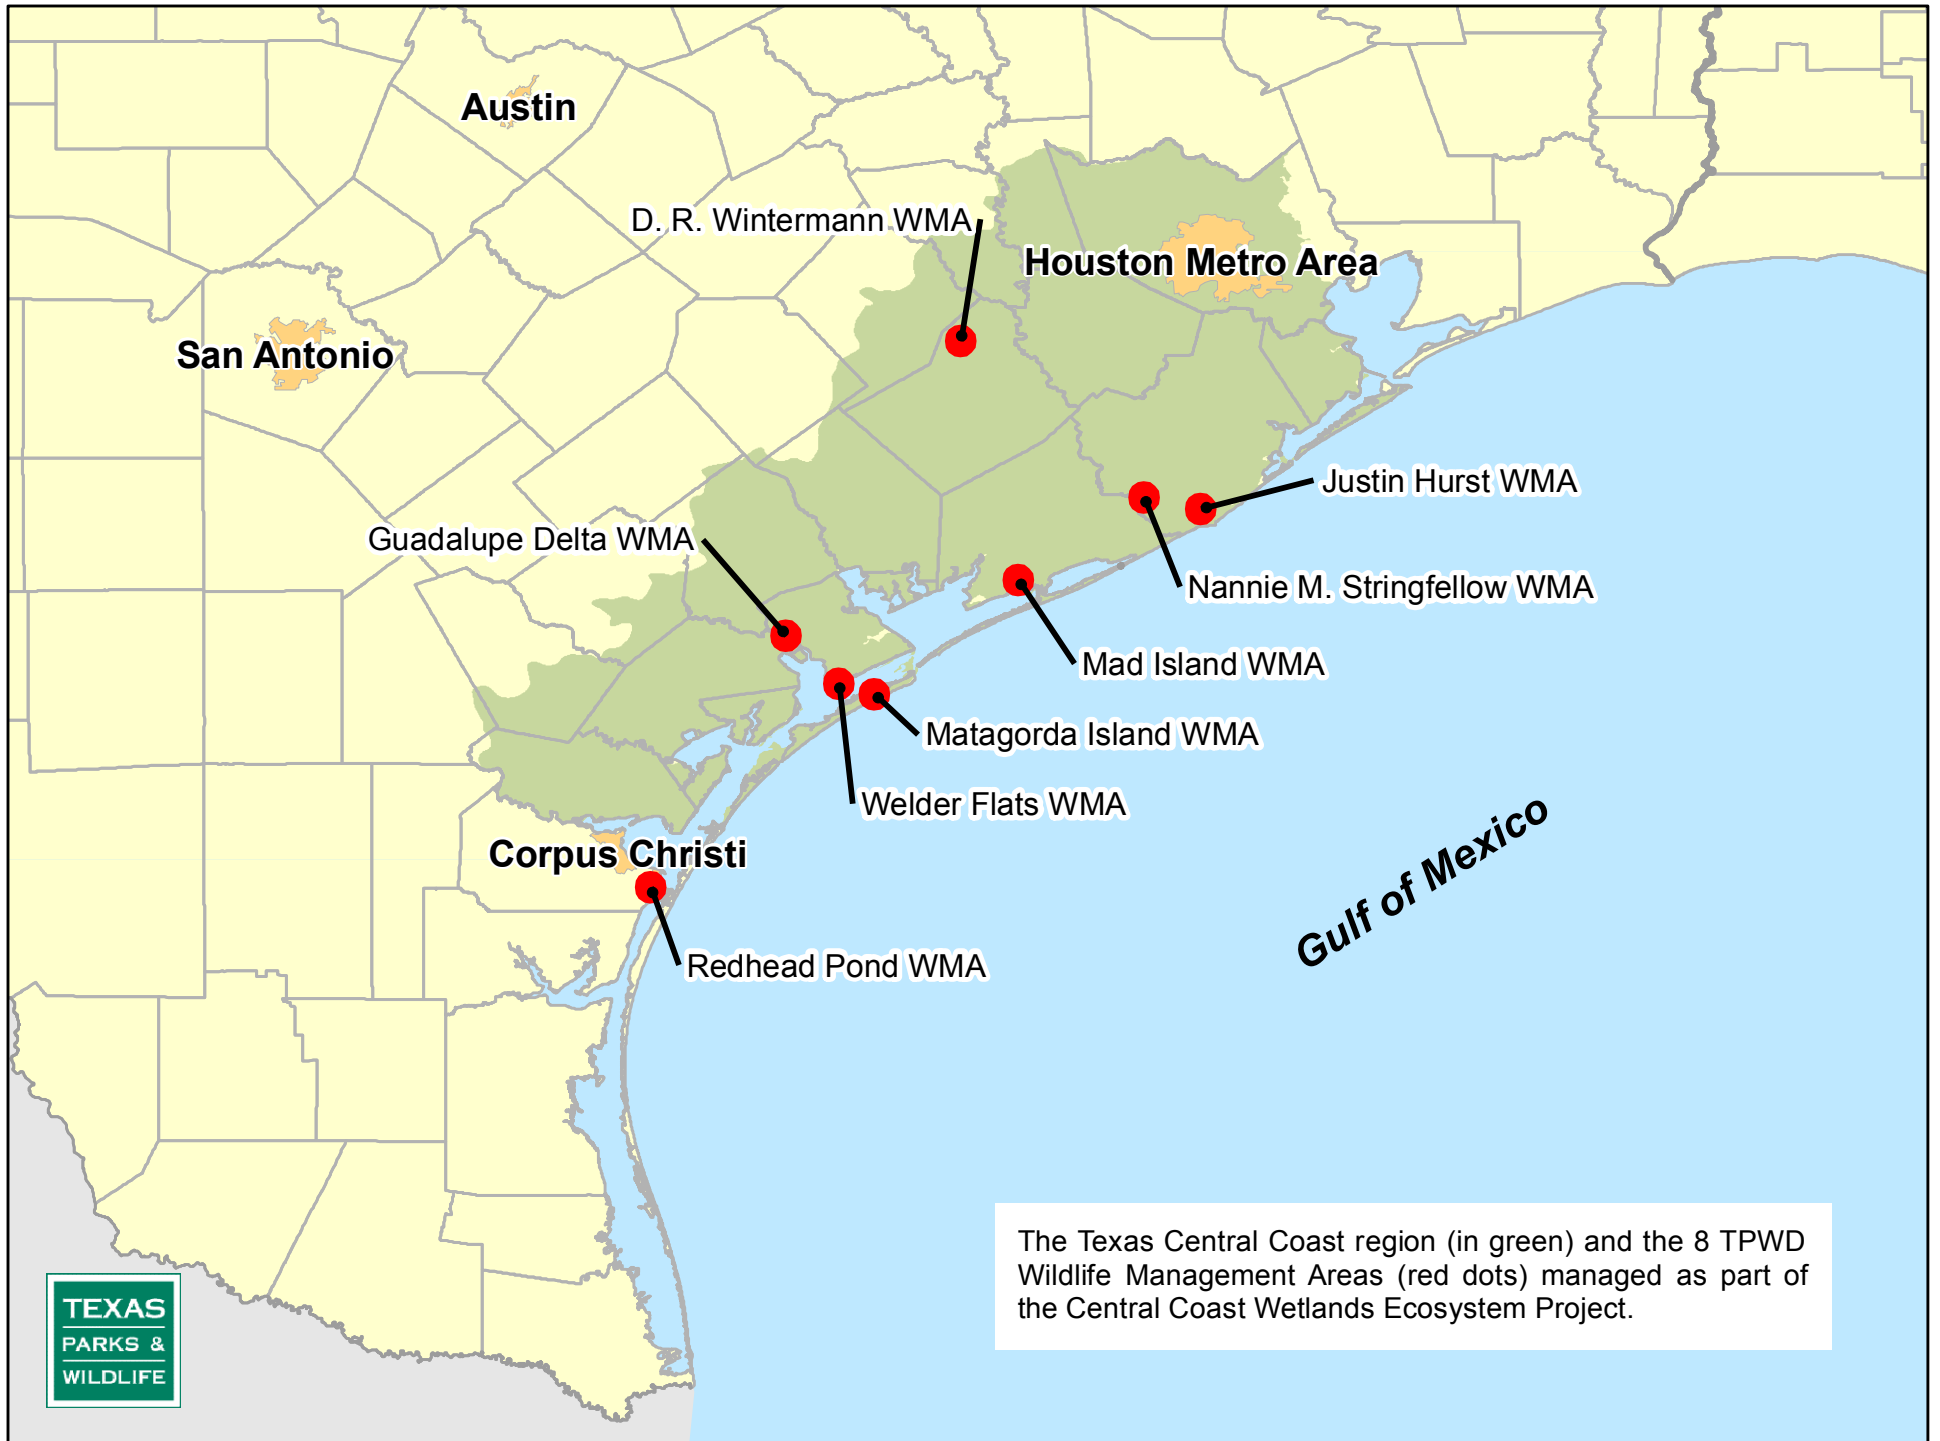 Austin
D. R. Wintermann WMA
Houston Metro Area
San Antonio
Justin Hurst WMA
Guadalupe Delta WMA
Nannie M. Stringfellow WMA
Mad Island WMA
Matagorda Island WMA
Welder Flats WMA
Corpus Christi
Gulf of Mexico
Redhead Pond WMA
The Texas Central Coast region (in green) and the 8 TPWD
Wildlife Management Areas (red dots) managed as part of
the Central Coast Wetlands Ecosystem Project.
TEXAS
PARKS &
WILDLIFE